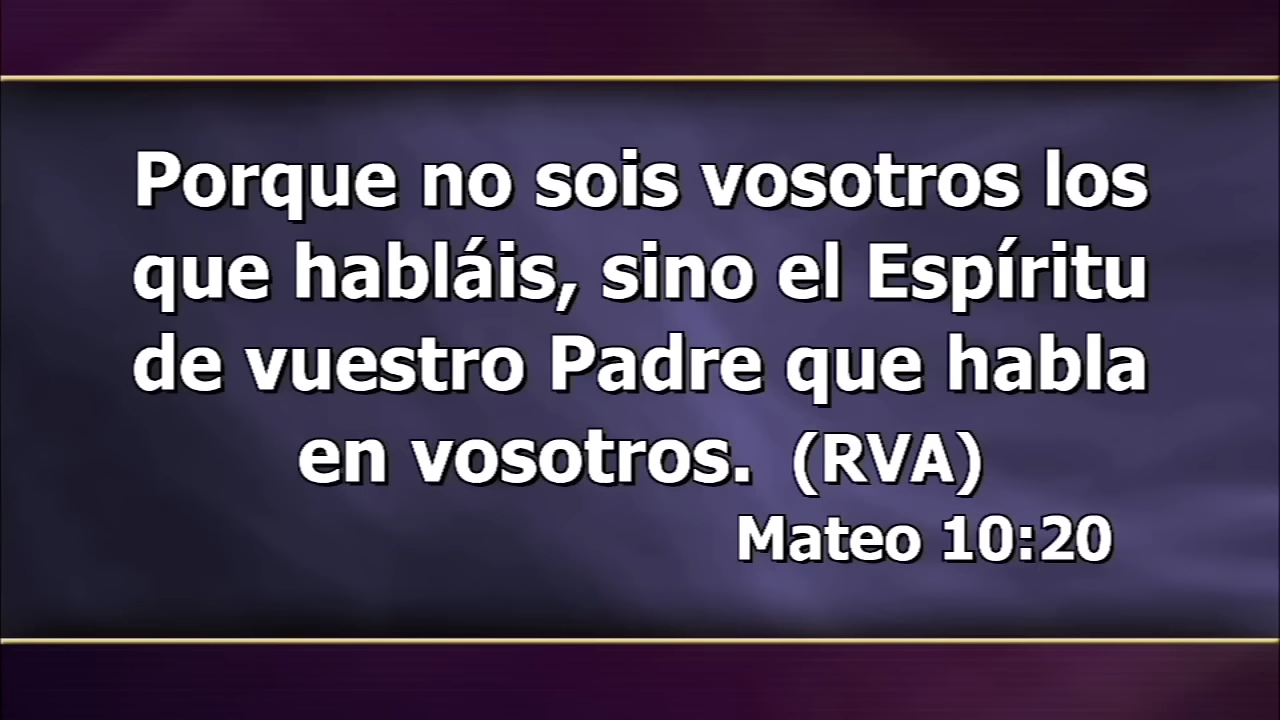 Porque no sois vosotros los
que habláis, sino el Espíritu
de vuestro Padre que habla
en vosotros. (RVA)
Mateo 10:20